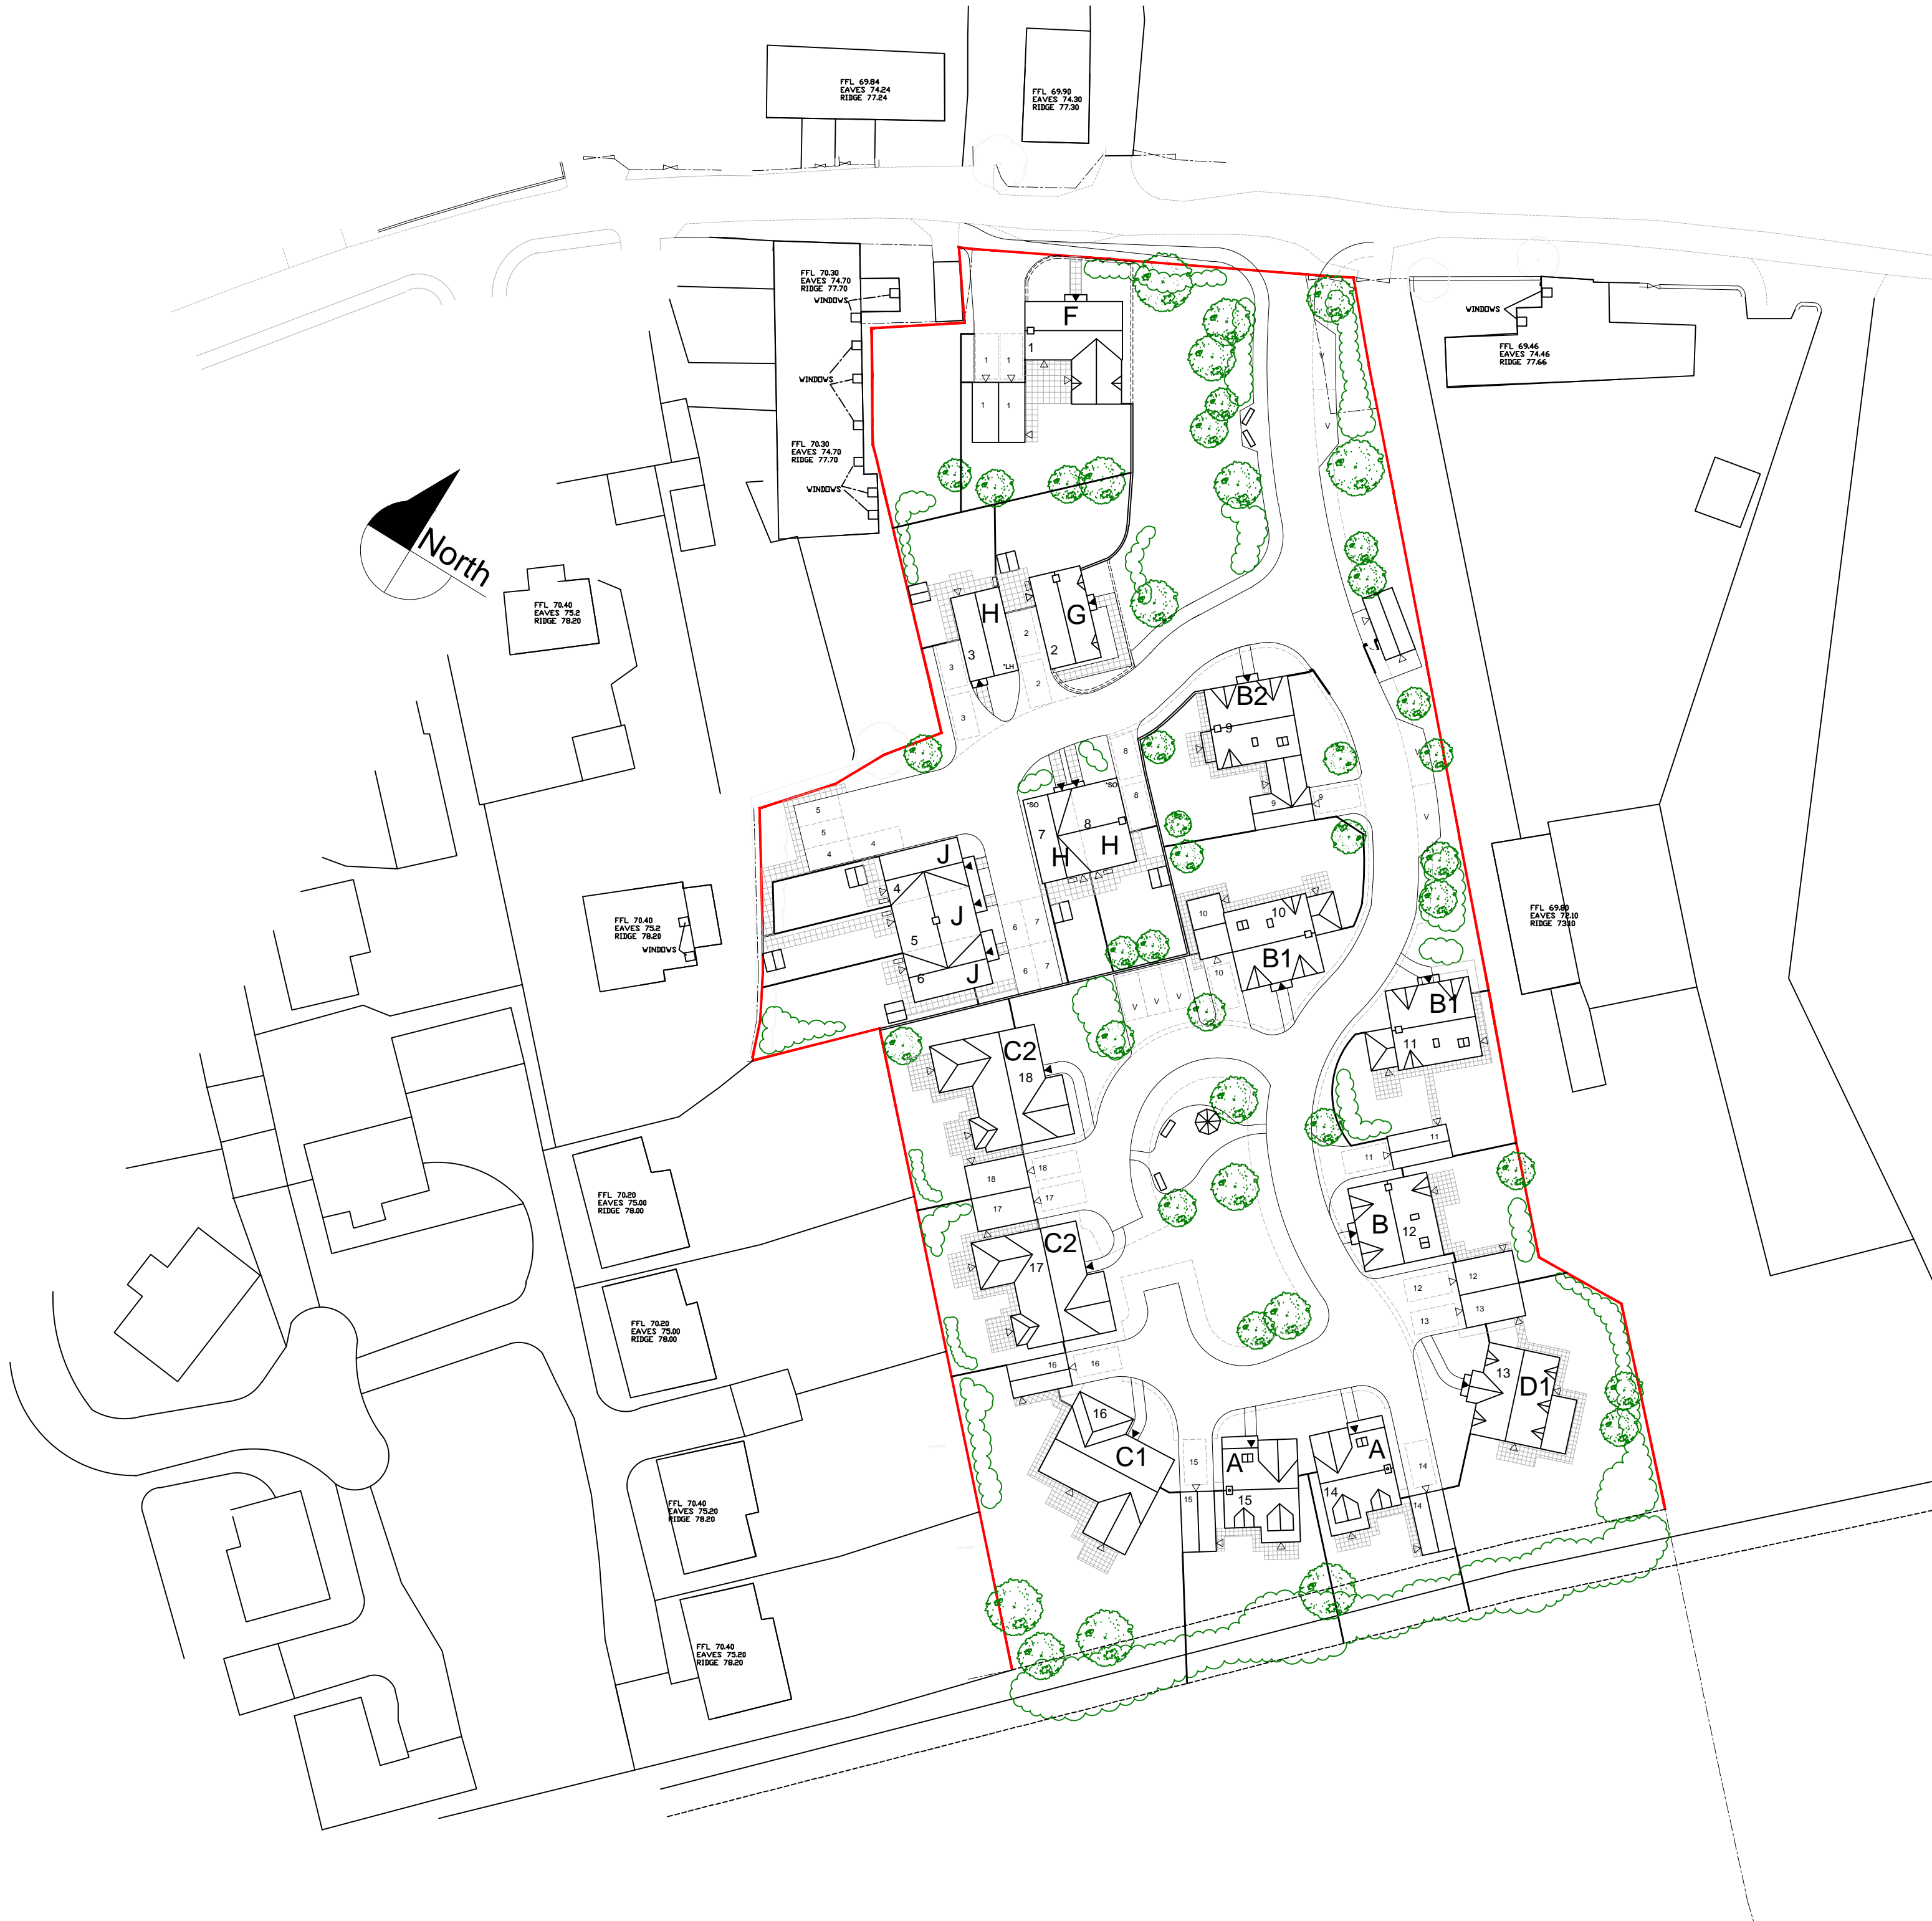 FFL 69.84
EAVES 74.24
RIDGE 77.24
FFL 69.90
EAVES 74.30
RIDGE 77.30
FFL 70.30
EAVES 74.70
RIDGE 77.70
WINDOWS
WINDOWS
FFL 70.30
EAVES 74.70
RIDGE 77.70
WINDOWS
WINDOWS
FFL 69.46
EAVES 74.46
RIDGE 77.66
F
1
1 1
1 1
V
V
North
FFL 70.40
EAVES 75.2
RIDGE 78.20
H
3
*LH
3
3
G
2
2
2
B2
9
9
9
V
V
8
8
*SO
*SO
7
8
H
H
5
5
4
4
J
4
J
5
J
6
6
7
6
7
FFL 70.40
EAVES 75.2
RIDGE 78.20
WINDOWS
10
10
B1
10
V V V
FFL 69.80
EAVES 72.10
RIDGE 73.10
B1
11
11
11
C2
18
18
18
17
17
C2
17
B
12
12
12
13
13
13
D1
16
16
16
C1
15
15
A
15
A
14
14
14
FFL 70.20
EAVES 75.00
RIDGE 78.00
FFL 70.20
EAVES 75.00
RIDGE 78.00
FFL 70.40
EAVES 75.20
RIDGE 78.20
FFL 70.40
EAVES 75.20
RIDGE 78.20